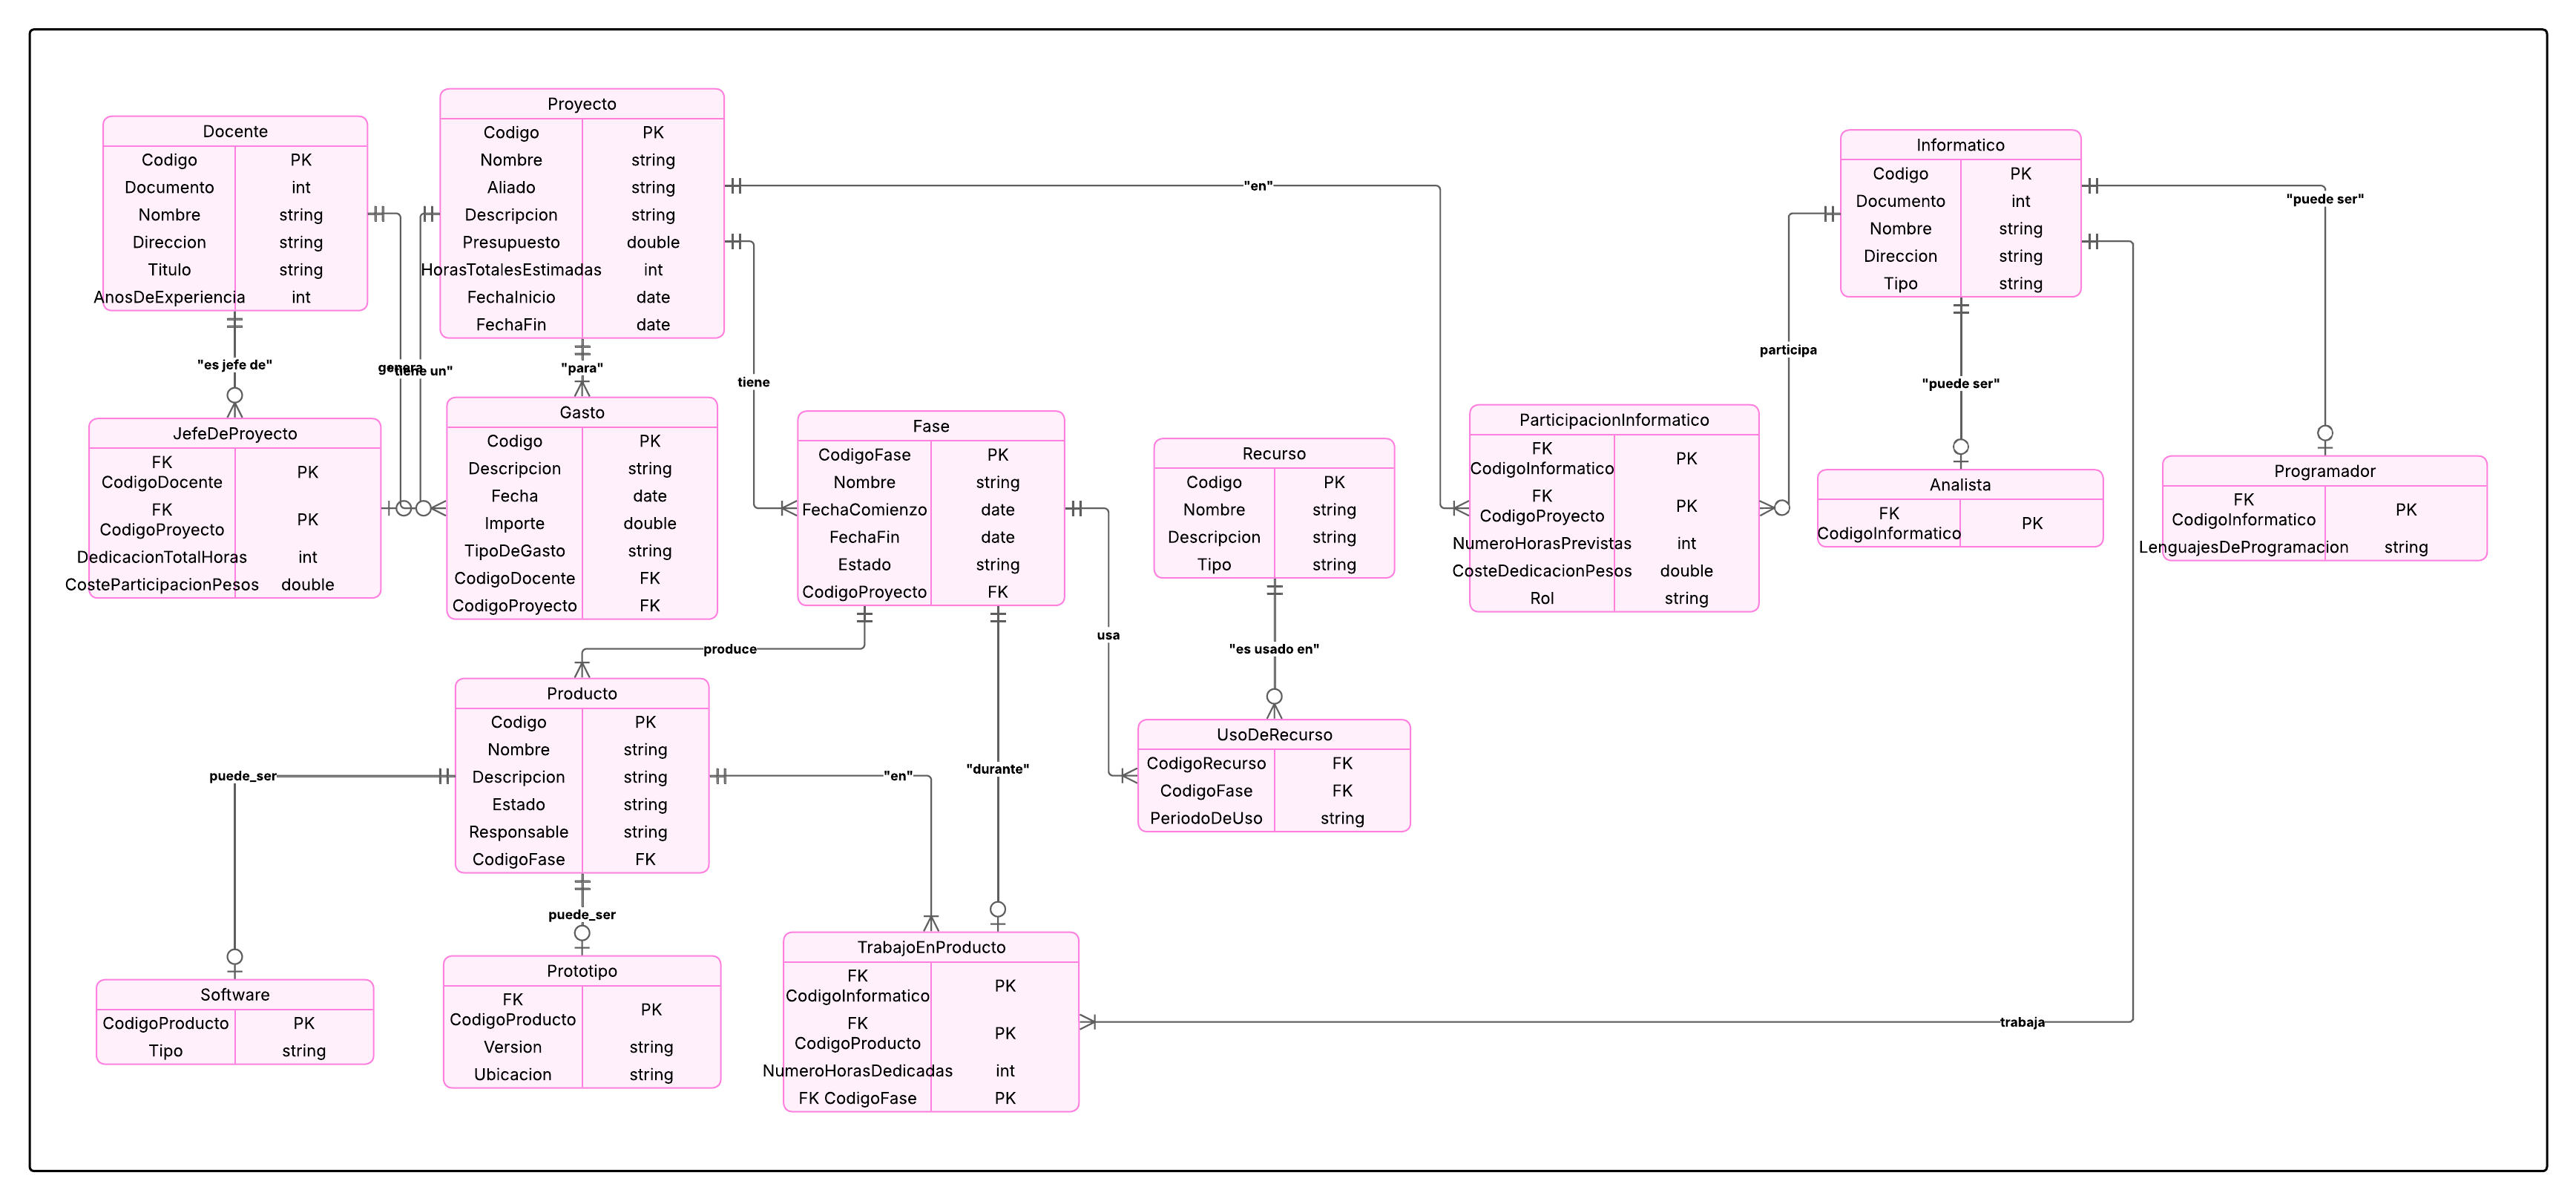 Docente
Codigo PK
Documento int
Nombre string
Direccion string
Titulo string
AnosDeExperiencia int
Proyecto
Codigo PK
Nombre string
Aliado string
Descripcion string
Presupuesto double
HorasTotalesEstimadas int
FechaInicio date
FechaFin date
"en"
Informatico
Codigo PK
Documento int
Nombre string
Direccion string
Tipo string
"puede ser"
"es jefe de"
genera
"tiene un"
"para"
tiene
participa
"puede ser"
JefeDeProyecto
FK
CodigoDocente PK
FK
CodigoProyecto PK
DedicacionTotalHoras int
CosteParticipacionPesos double
Gasto
Codigo PK
Descripcion string
Fecha date
Importe double
TipoDeGasto string
CodigoDocente FK
CodigoProyecto FK
Fase
CodigoFase PK
Nombre string
FechaComienzo date
FechaFin date
Estado string
CodigoProyecto FK
Recurso
Codigo PK
Nombre string
Descripcion string
Tipo string
ParticipacionInformatico
FK
CodigoInformatico PK
FK
CodigoProyecto PK
NumeroHorasPrevistas int
CosteDedicacionPesos double
Rol string
Analista
FK
CodigoInformatico PK
Programador
FK
CodigoInformatico PK
LenguajesDeProgramacion string
produce
usa
"es usado en"
Producto
Codigo PK
Nombre string
Descripcion string
Estado string
Responsable string
CodigoFase FK
puede_ser
"en"
"durante"
UsoDeRecurso
CodigoRecurso FK
CodigoFase FK
PeriodoDeUso string
puede_ser
Software
CodigoProducto PK
Tipo string
Prototipo
FK
CodigoProducto PK
Version string
Ubicacion string
TrabajoEnProducto
FK
CodigoInformatico PK
FK
CodigoProducto PK
NumeroHorasDedicadas int
FK CodigoFase PK
trabaja